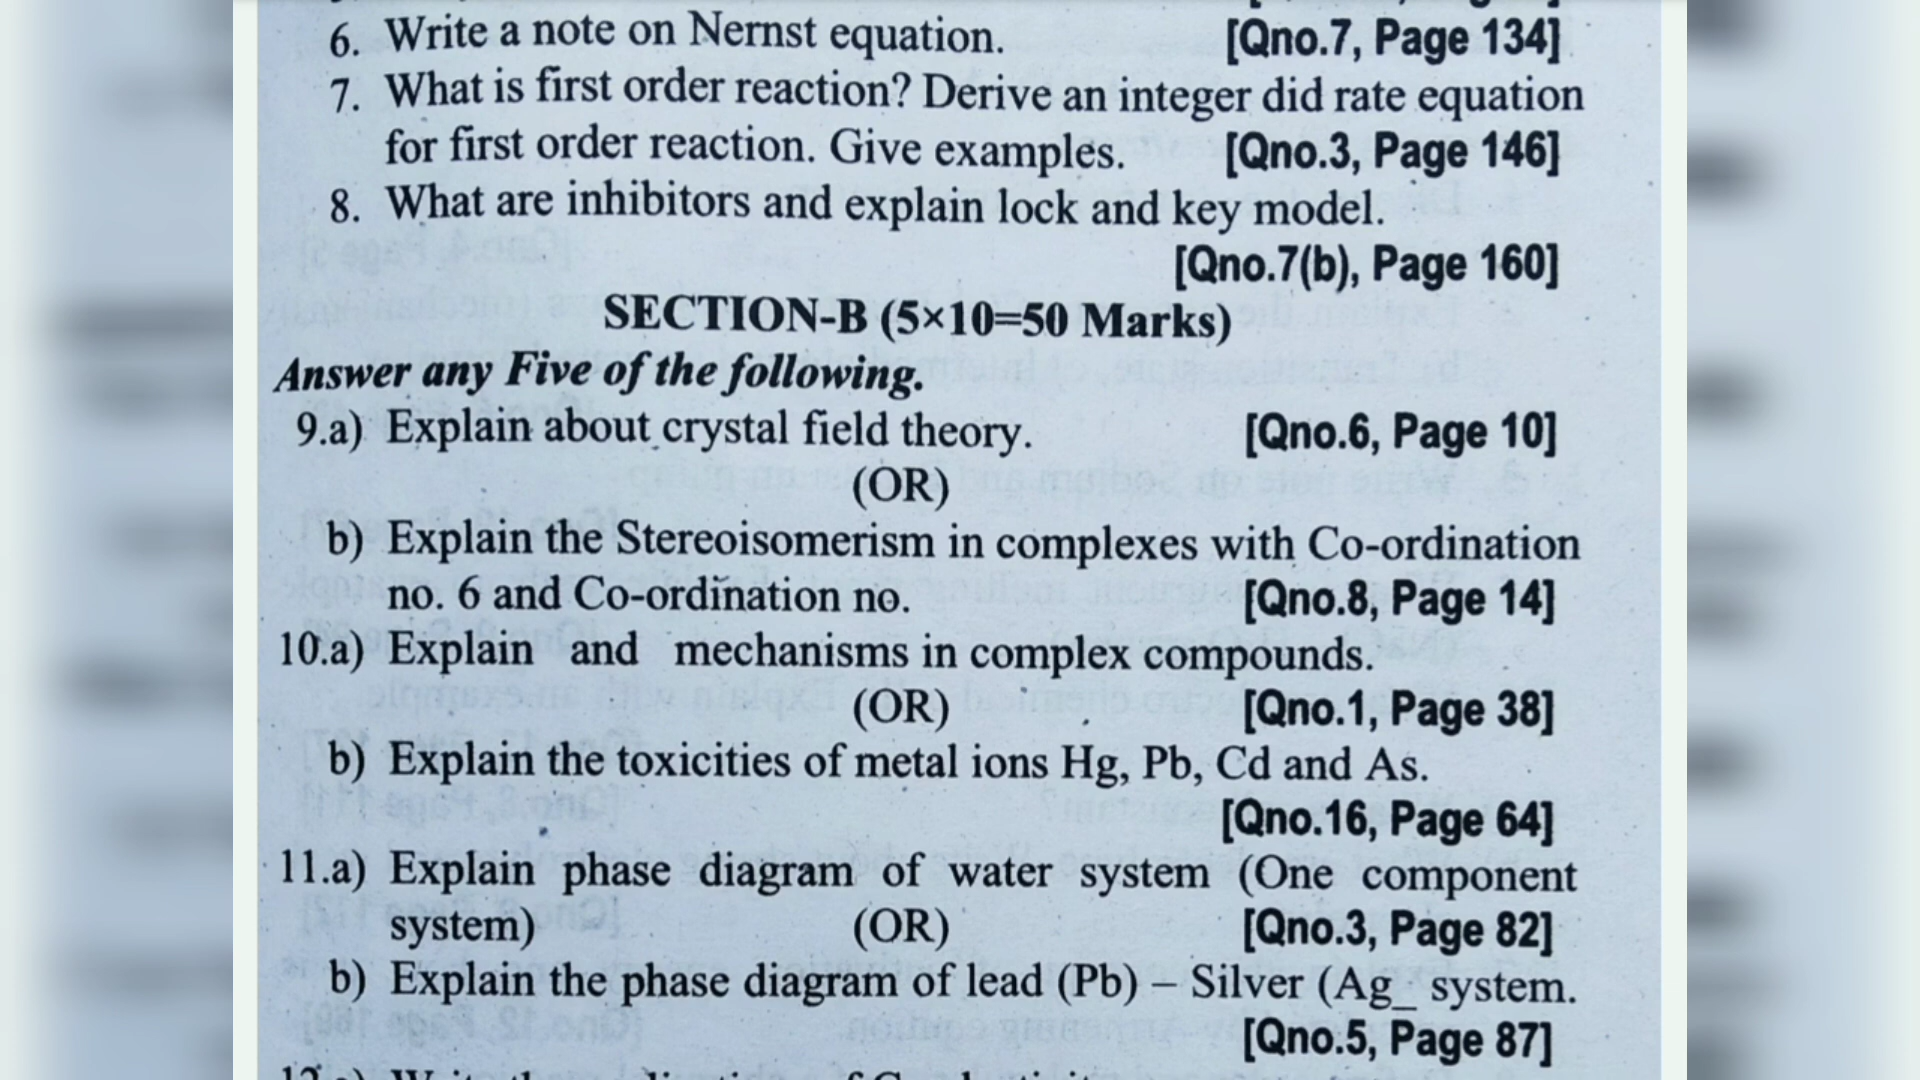 6. Write a note on Nernst equation. [Qno.7, Page 134]
7. What is first order reaction? Derive an integer did rate equation
for first order reaction. Give examples. [Qno.3, Page 146]
8. What are inhibitors and explain lock and key model.
[Qno.7(b), Page 160]
SECTION-B (5×10=50 Marks)
Answer any Five of the following.
9.a) Explain about crystal field theory. [Qno.6, Page 10]
(OR)
b) Explain the Stereoisomerism in complexes with Co-ordination
no. 6 and Co-ordination no. [Qno.8, Page 14]
10.a) Explain and mechanisms in complex compounds.
(OR) [Qno.1, Page 38]
b) Explain the toxicities of metal ions Hg, Pb, Cd and As.
[Qno.16, Page 64]
11.a) Explain phase diagram of water system (One component
system) (OR) [Qno.3, Page 82]
b) Explain the phase diagram of lead (Pb) – Silver (Ag_ system.
[Qno.5, Page 87]